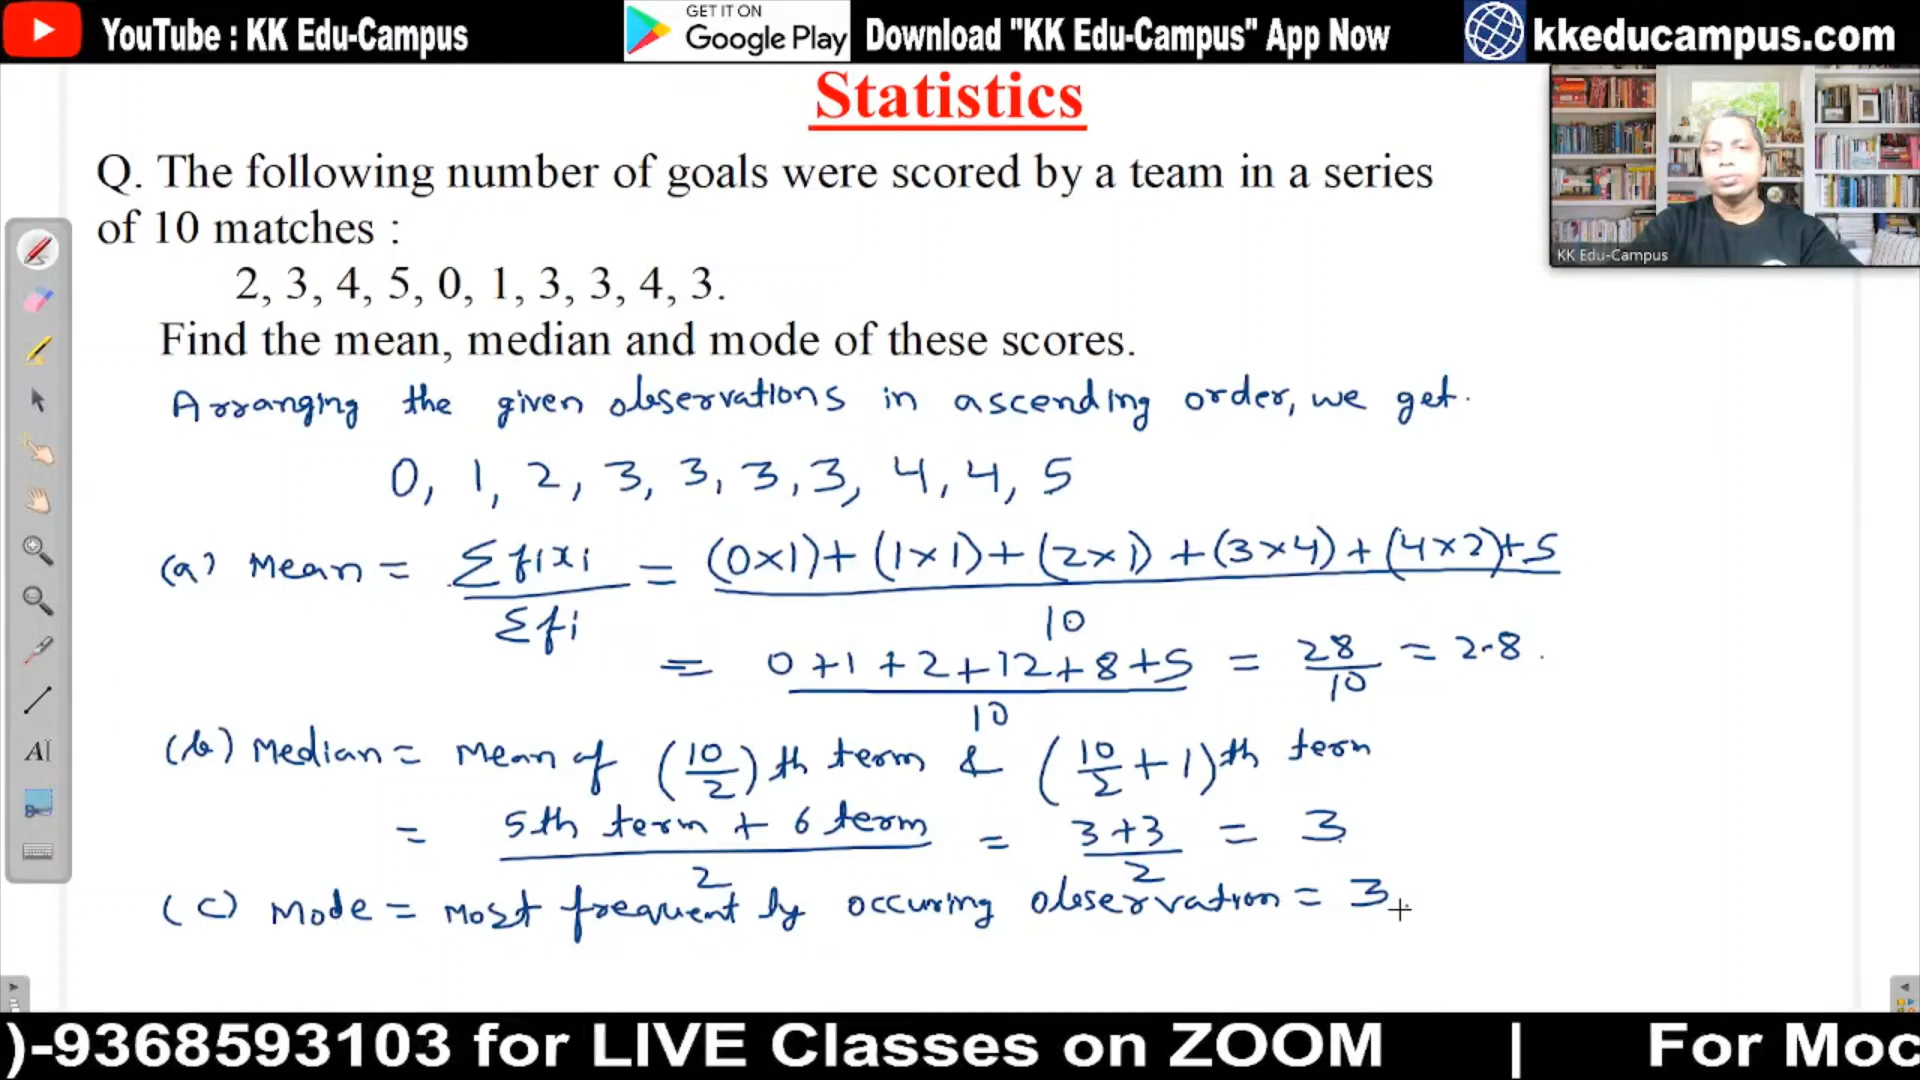 YouTube : KK Edu-Campus
GET IT ON
Google Play
Download "KK Edu-Campus" App Now
kkeducampus.com
Statistics
KK Edu-Campus
Q. The following number of goals were scored by a team in a series
of 10 matches :
2, 3, 4, 5, 0, 1, 3, 3, 4, 3.
Find the mean, median and mode of these scores.
Arranging the given observations in ascending order, we get.
0, 1, 2, 3, 3, 3, 3, 4, 4, 5
(a) Mean = Σfixi / Σfi = (0×1)+(1×1)+(2×1)+(3×4)+(4×2)+5 / 10
= 0+1+2+12+8+5 / 10 = 28/10 = 2.8.
(b) Median = Mean of (10/2)th term & (10/2+1)th term
= 5th term + 6 term / 2 = 3+3 / 2 = 3
(c) Mode = Most frequently occuring observation = 3
AI
)-9368593103 for LIVE Classes on ZOOM | For Moc